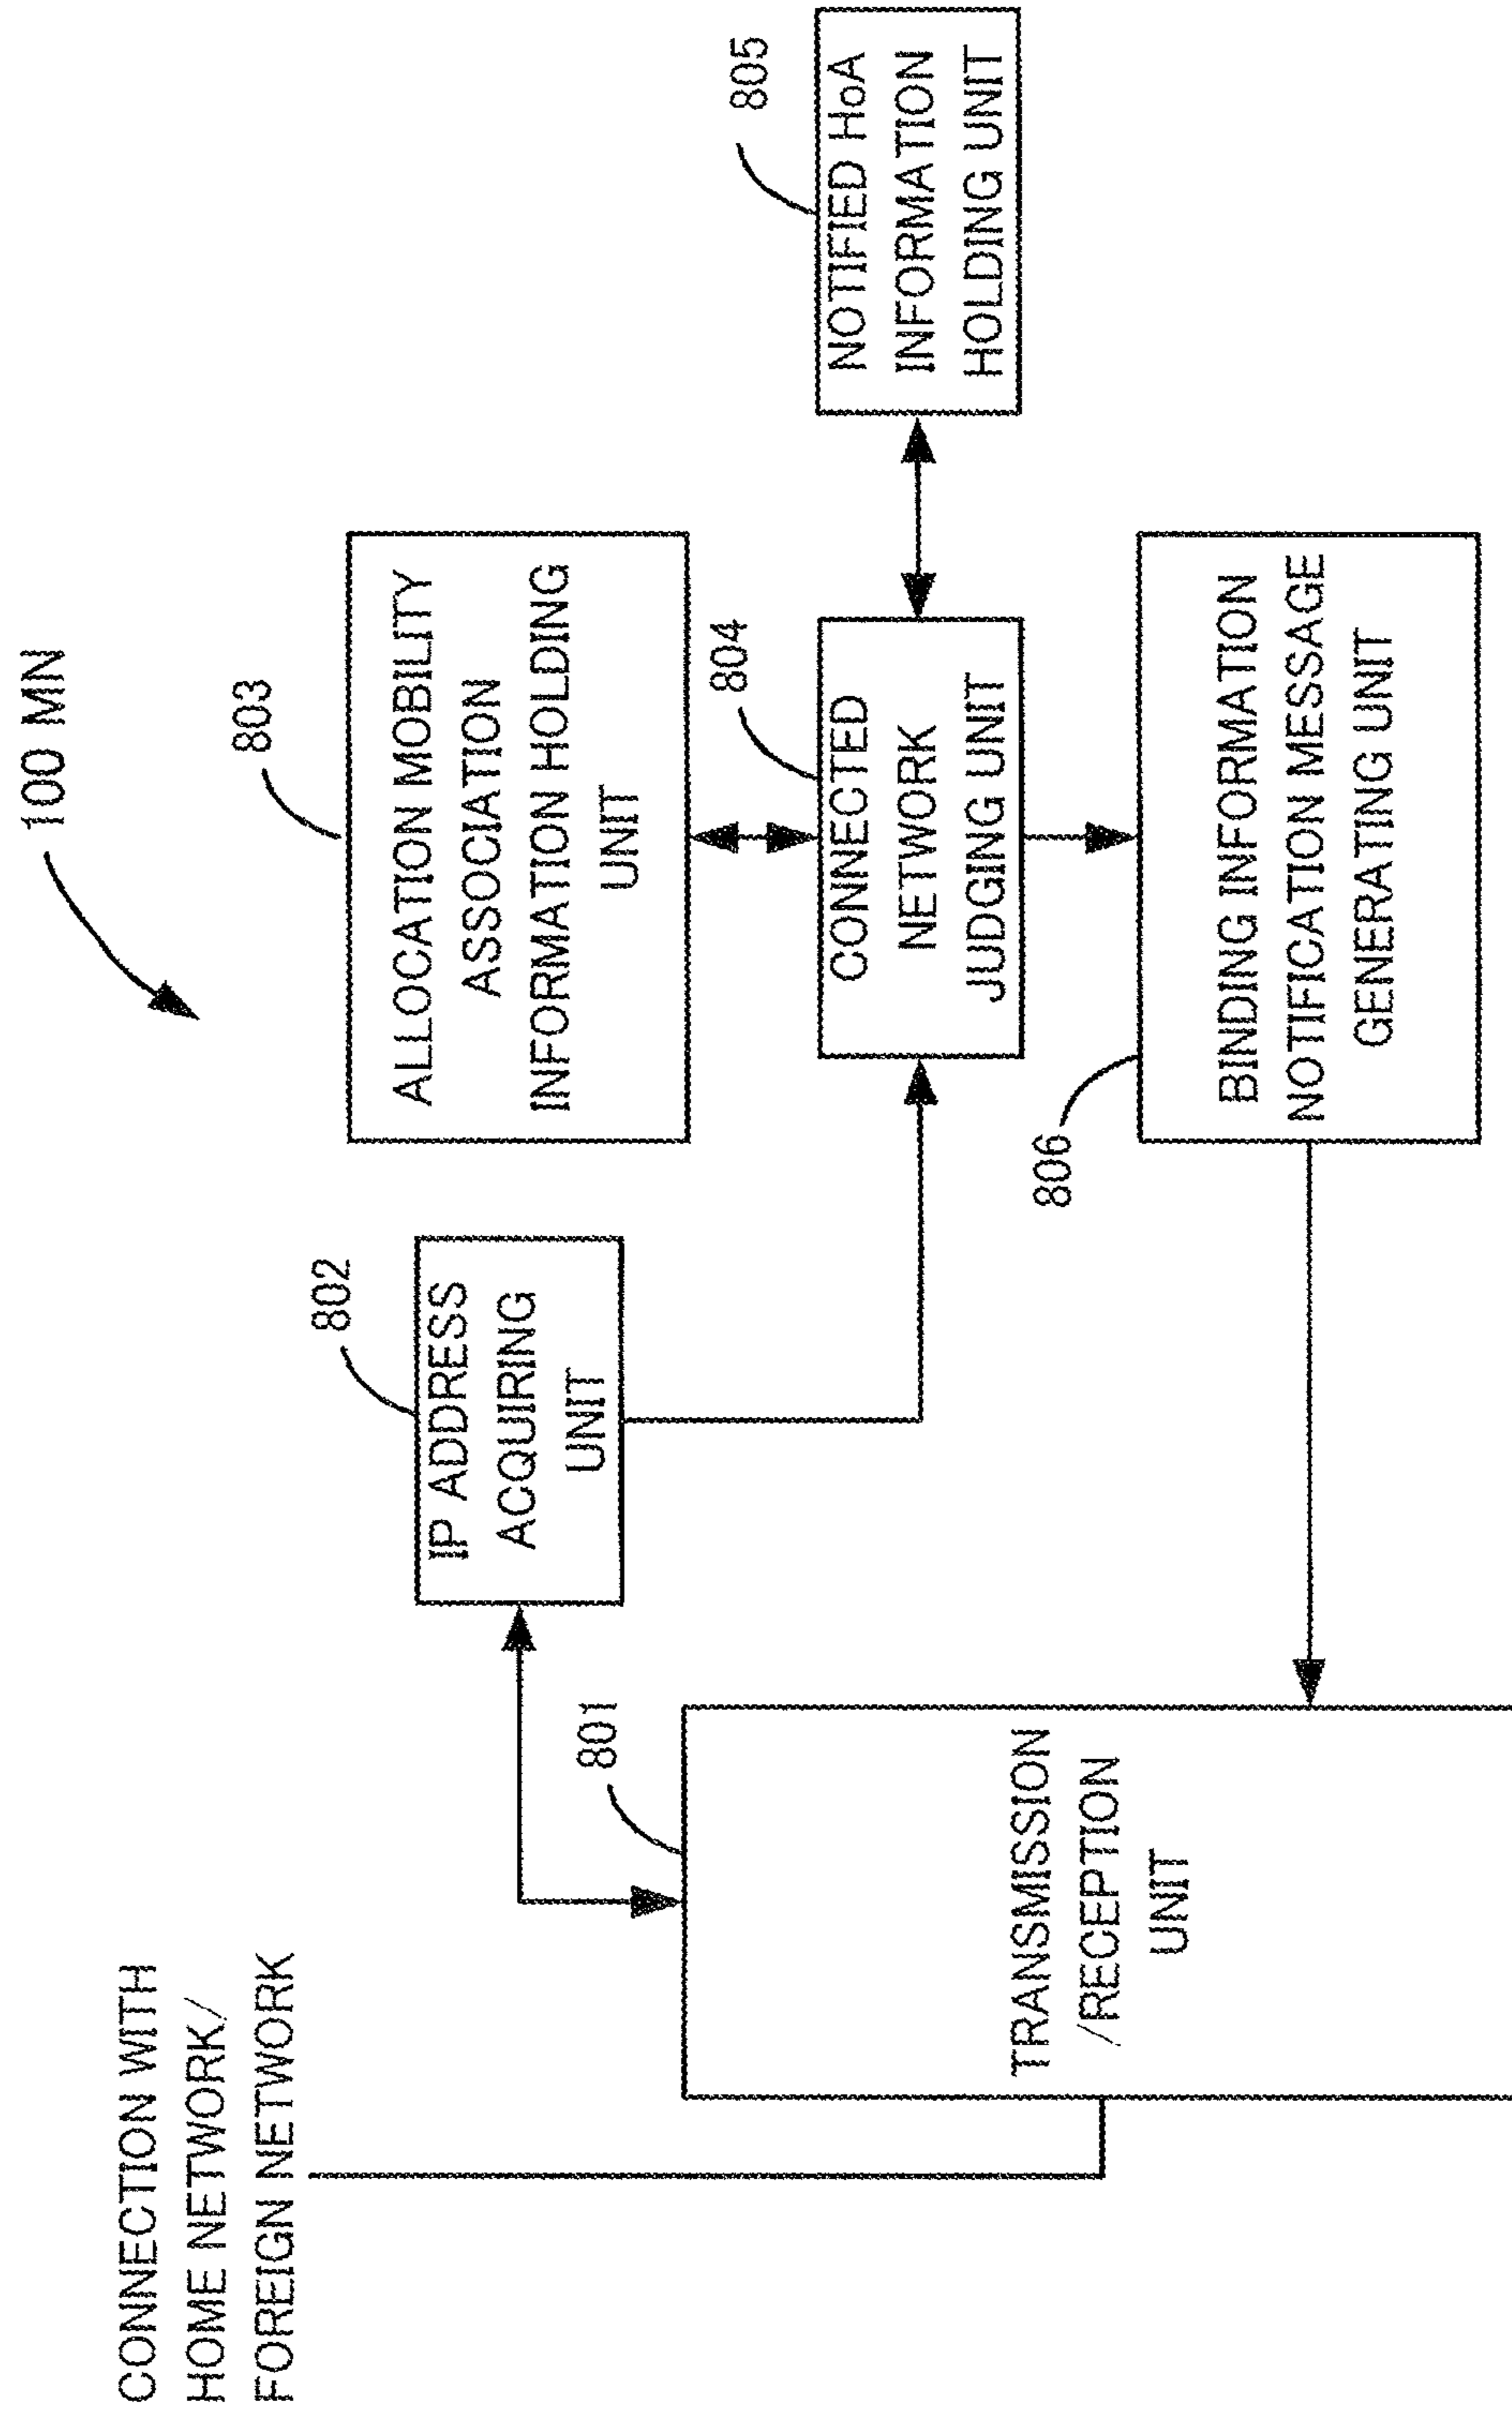 100 MN
CONNECTION WITH
HOME NETWORK/
FOREIGN NETWORK
801
TRANSMISSION
/RECEPTION
UNIT
802
IP ADDRESS
ACQUIRING
UNIT
803
ALLOCATION MOBILITY
ASSOCIATION
INFORMATION HOLDING
UNIT
804
CONNECTED
NETWORK
JUDGING UNIT
805
NOTIFIED HoA
INFORMATION
HOLDING UNIT
806
BINDING INFORMATION
NOTIFICATION MESSAGE
GENERATING UNIT